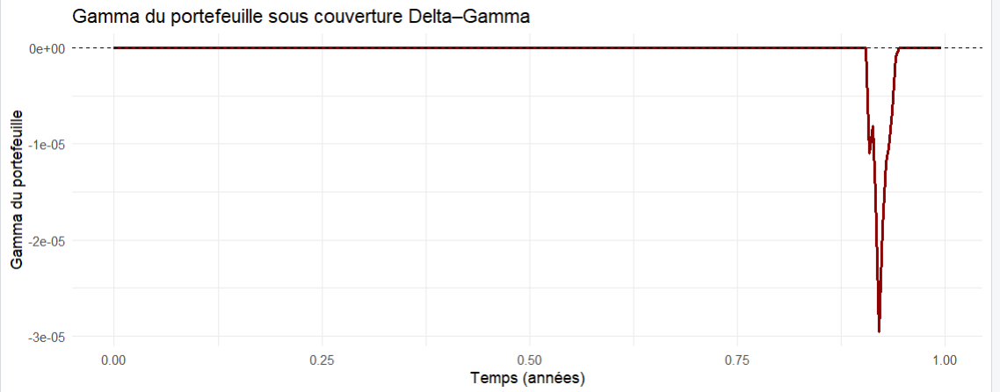 Gamma du portefeuille sous couverture Delta–Gamma
Gamma du portefeuille
0e+00
-1e-05
-2e-05
-3e-05
0.00 0.25 0.50 0.75 1.00
Temps (années)